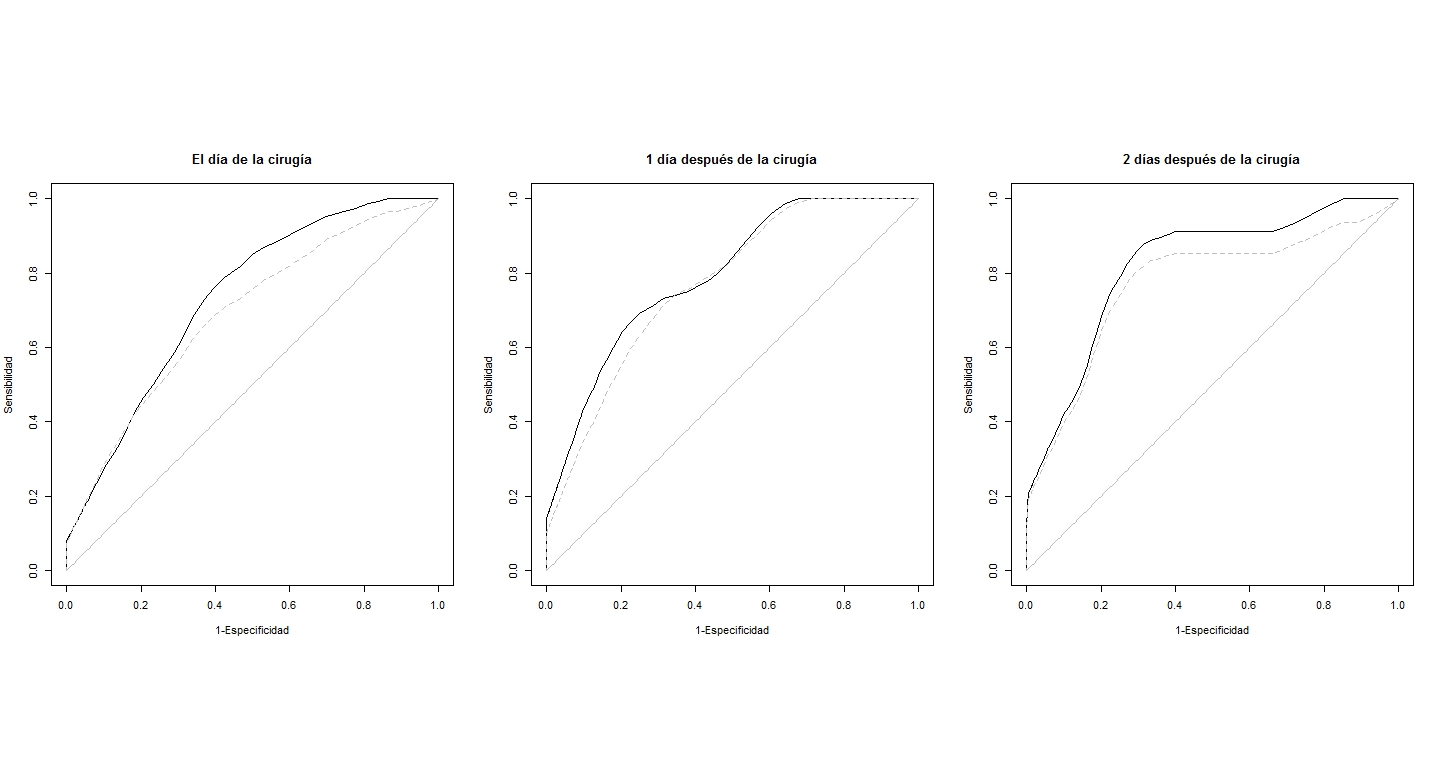 El día de la cirugía
Sensibilidad
1.0
0.8
0.6
0.4
0.2
0.0
0.0 0.2 0.4 0.6 0.8 1.0
1-Especificidad
1 día después de la cirugía
Sensibilidad
1.0
0.8
0.6
0.4
0.2
0.0
0.0 0.2 0.4 0.6 0.8 1.0
1-Especificidad
2 días después de la cirugía
Sensibilidad
1.0
0.8
0.6
0.4
0.2
0.0
0.0 0.2 0.4 0.6 0.8 1.0
1-Especificidad